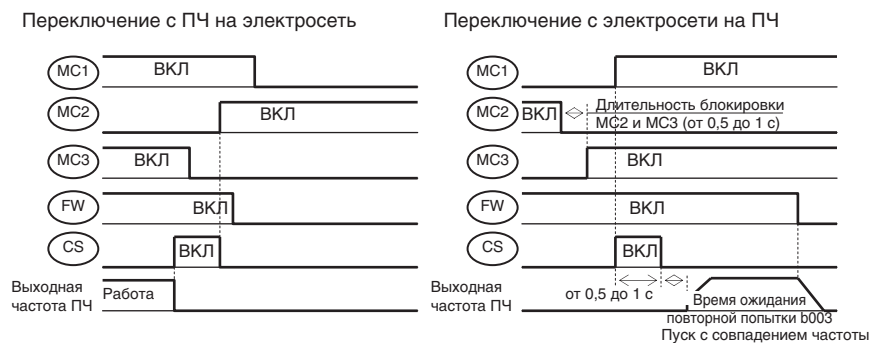 Переключение с ПЧ на электросеть
MC1
ВКЛ
MC2
ВКЛ
MC3
ВКЛ
FW
ВКЛ
CS
ВКЛ
Выходная
частота ПЧ
Работа
Переключение с электросети на ПЧ
MC1
ВКЛ
MC2
ВКЛ
Длительность блокировки
MC2 и MC3 (от 0,5 до 1 с)
MC3
ВКЛ
FW
ВКЛ
CS
ВКЛ
Выходная
частота ПЧ
от 0,5 до 1 с
Время ожидания
повторной попытки b003
Пуск с совпадением частоты